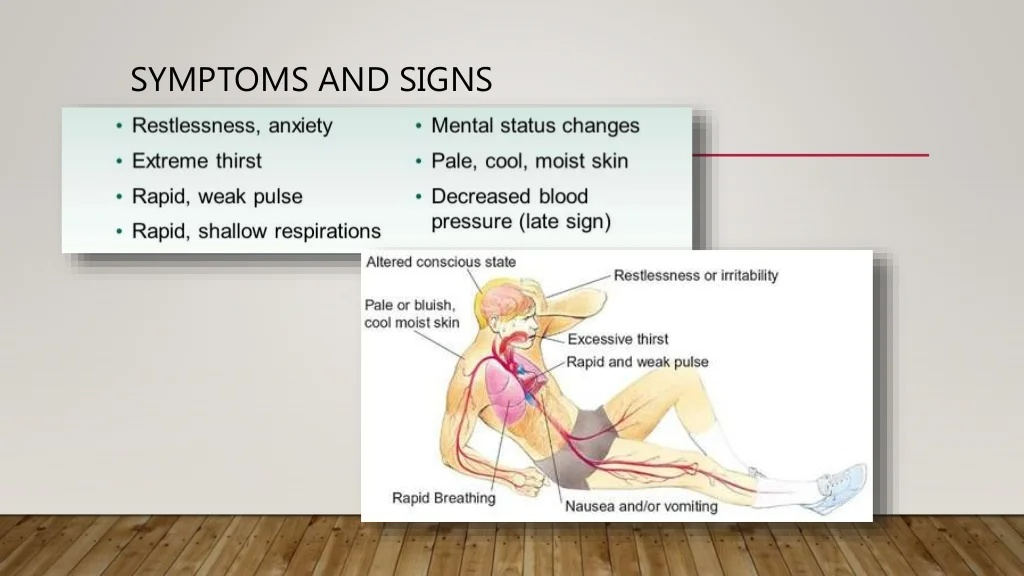 SYMPTOMS AND SIGNS
• Restlessness, anxiety
• Extreme thirst
• Rapid, weak pulse
• Rapid, shallow respirations
• Mental status changes
• Pale, cool, moist skin
• Decreased blood
pressure (late sign)
Altered conscious state
Restlessness or irritability
Pale or bluish,
cool moist skin
Excessive thirst
Rapid and weak pulse
Rapid Breathing
Nausea and/or vomiting